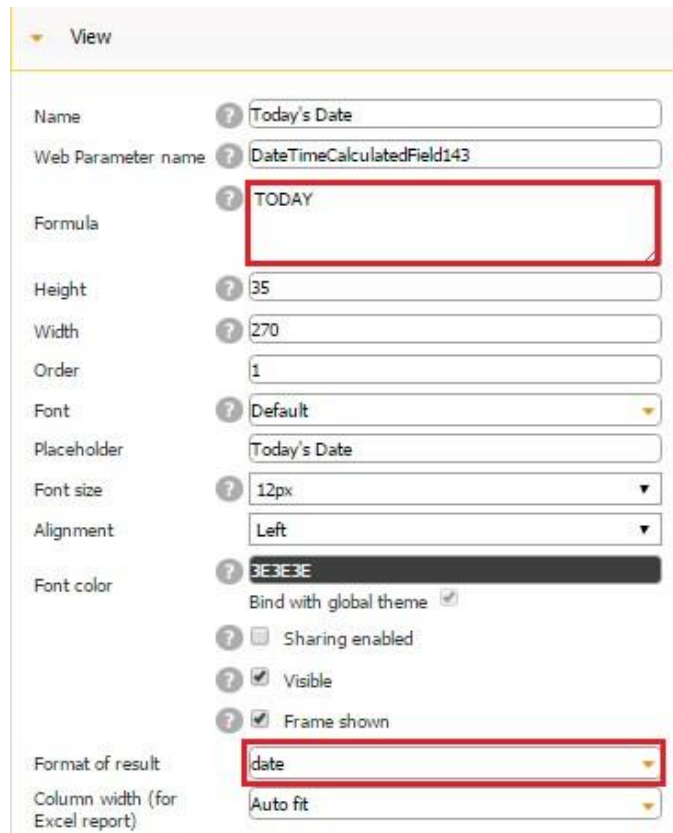 View
Name ? Today's Date
Web Parameter name ? DateTimeCalculatedField143
Formula ? TODAY
Height ? 35
Width ? 270
Order 1
Font ? Default
Placeholder Today's Date
Font size ? 12px
Alignment Left
Font color ? 3E3E3E
Bind with global theme
? Sharing enabled
? Visible
? Frame shown
Format of result date
Column width (for
Excel report) Auto fit